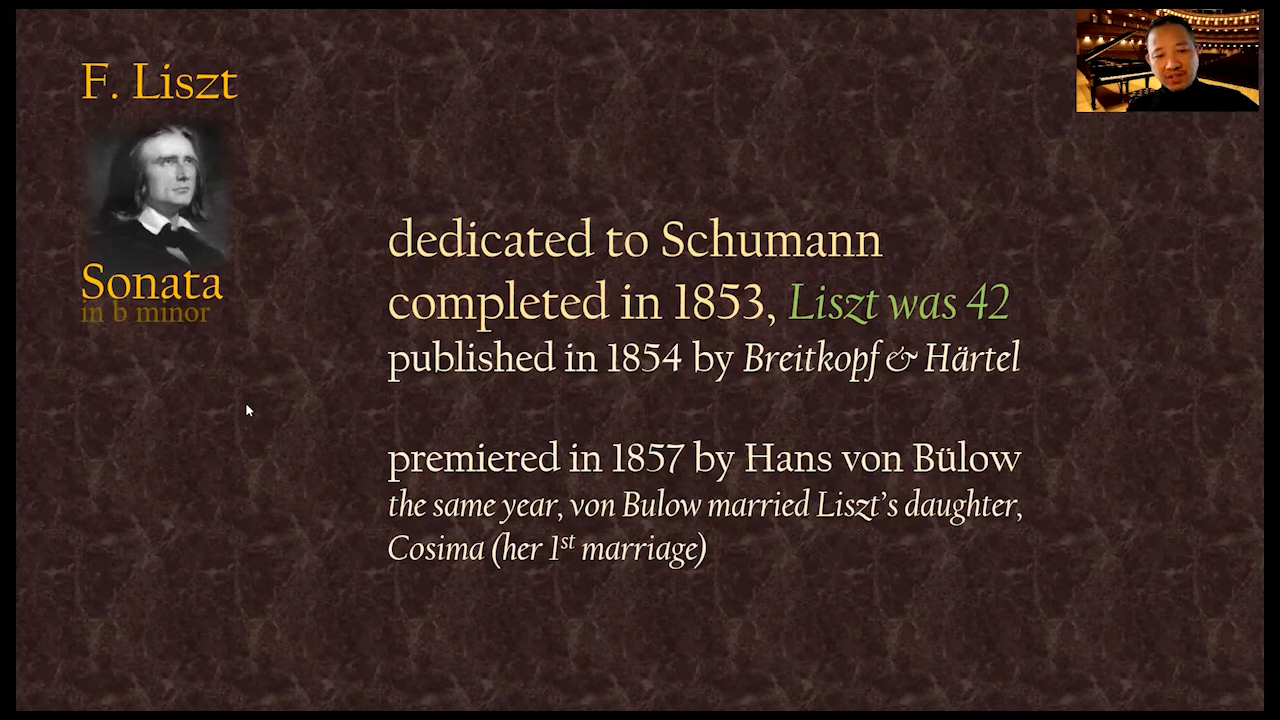 F. Liszt
Sonata
in b minor
dedicated to Schumann
completed in 1853, Liszt was 42
published in 1854 by Breitkopf & Härtel
premiered in 1857 by Hans von Bülow
the same year, von Bulow married Liszt's daughter,
Cosima (her 1st marriage)